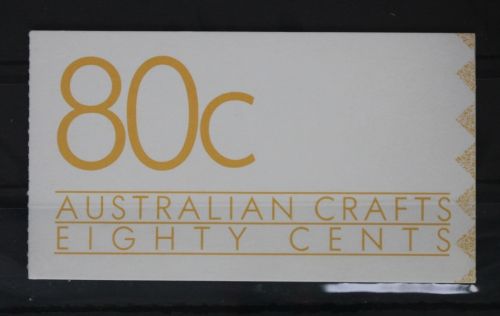 80c
AUSTRALIAN CRAFTS
EIGHTY CENTS